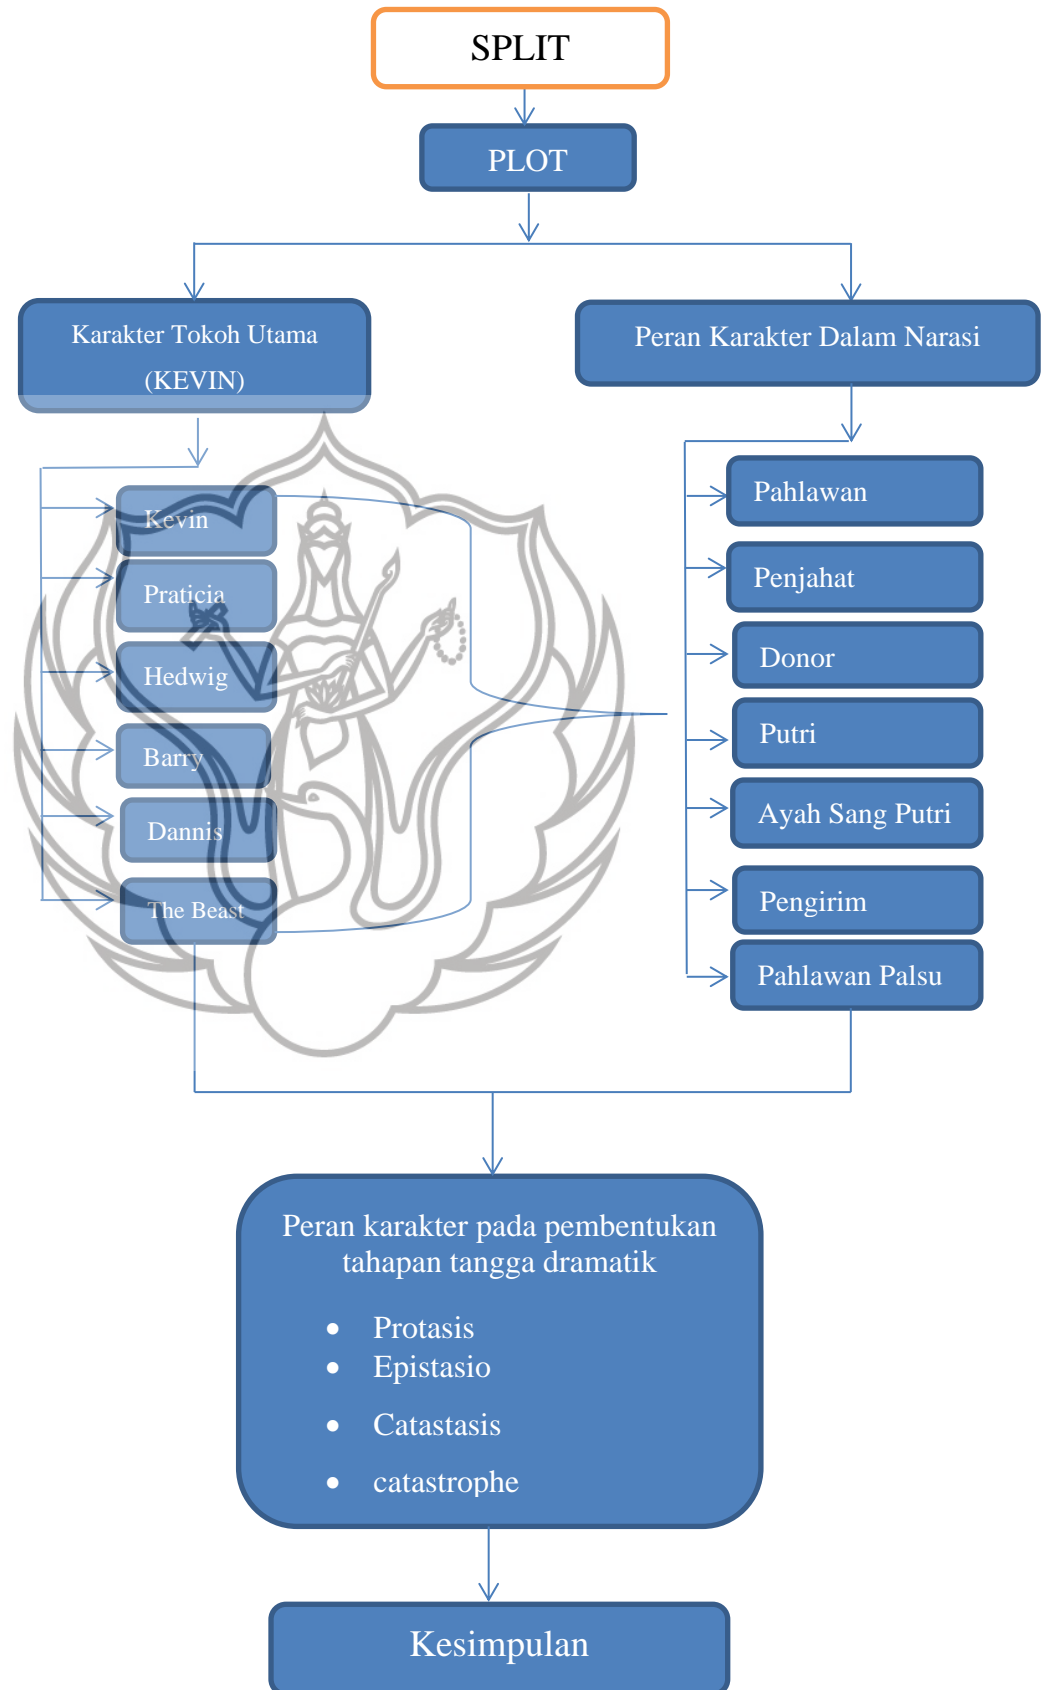 SPLIT
PLOT
Karakter Tokoh Utama
(KEVIN)
Kevin
Praticia
Hedwig
Barry
Dannis
The Beast
Peran Karakter Dalam Narasi
Pahlawan
Penjahat
Donor
Putri
Ayah Sang Putri
Pengirim
Pahlawan Palsu
Peran karakter pada pembentukan
tahapan tangga dramatik
• Protasis
• Epistasio
• Catastasis
• catastrophe
Kesimpulan